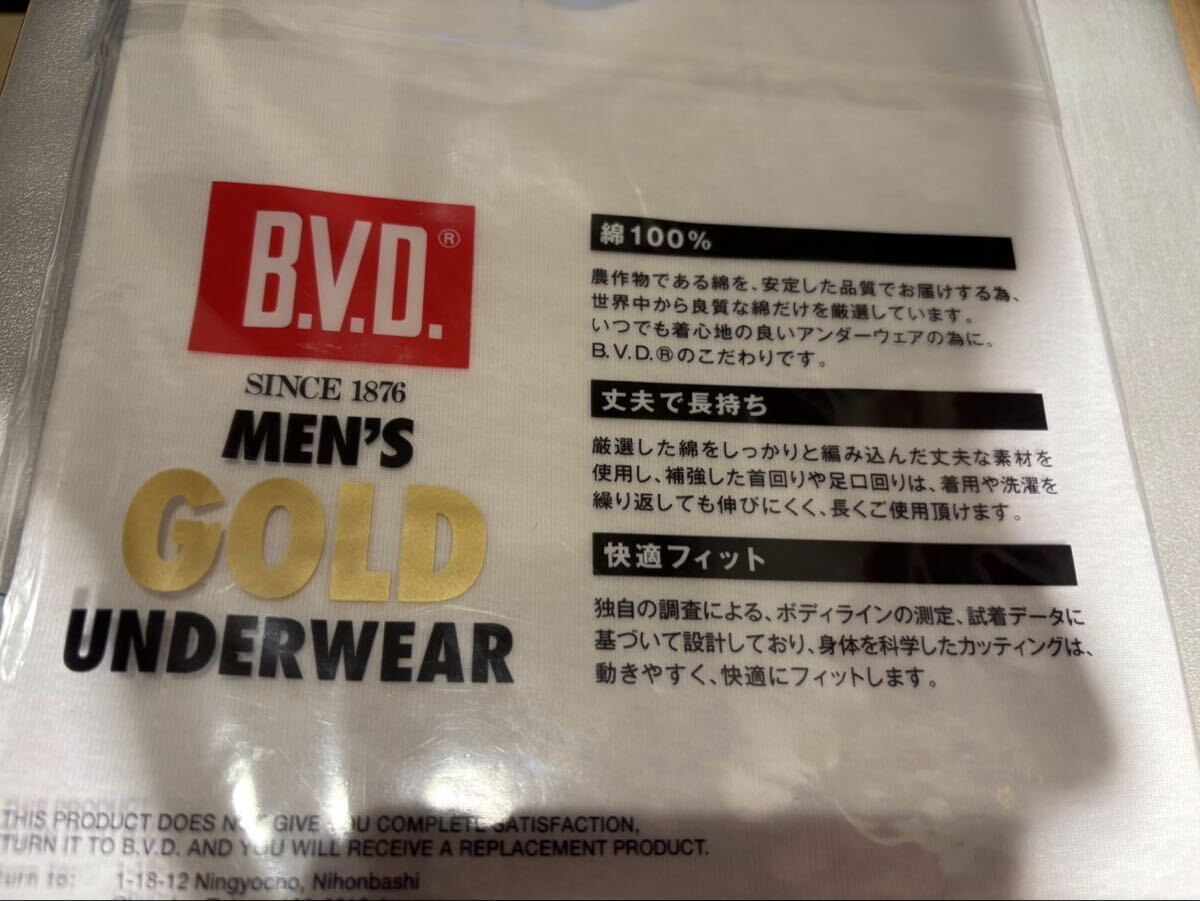 B.V.D.®
SINCE 1876
MEN'S
GOLD
UNDERWEAR
綿100%
農作物である綿を、安定した品質でお届けする為、
世界中から良質な綿だけを厳選しています。
いつでも着心地の良いアンダーウェアの為に。
B.V.D.®のこだわりです。
丈夫で長持ち
厳選した綿をしっかりと編み込んだ丈夫な素材を
使用し、補強した首回りや足口回りは、着用や洗濯を
繰り返しても伸びにくく、長くご使用頂けます。
快適フィット
独自の調査による、ボディラインの測定、試着データに
基づいて設計しており、身体を科学したカッティングは、
動きやすく、快適にフィットします。
THIS PRODUCT DOES NOT GIVE YOU COMPLETE SATISFACTION,
TURN IT TO B.V.D. AND YOU WILL RECEIVE A REPLACEMENT PRODUCT.
turn to: 1-18-12 Ningyocho, Nihonbashi